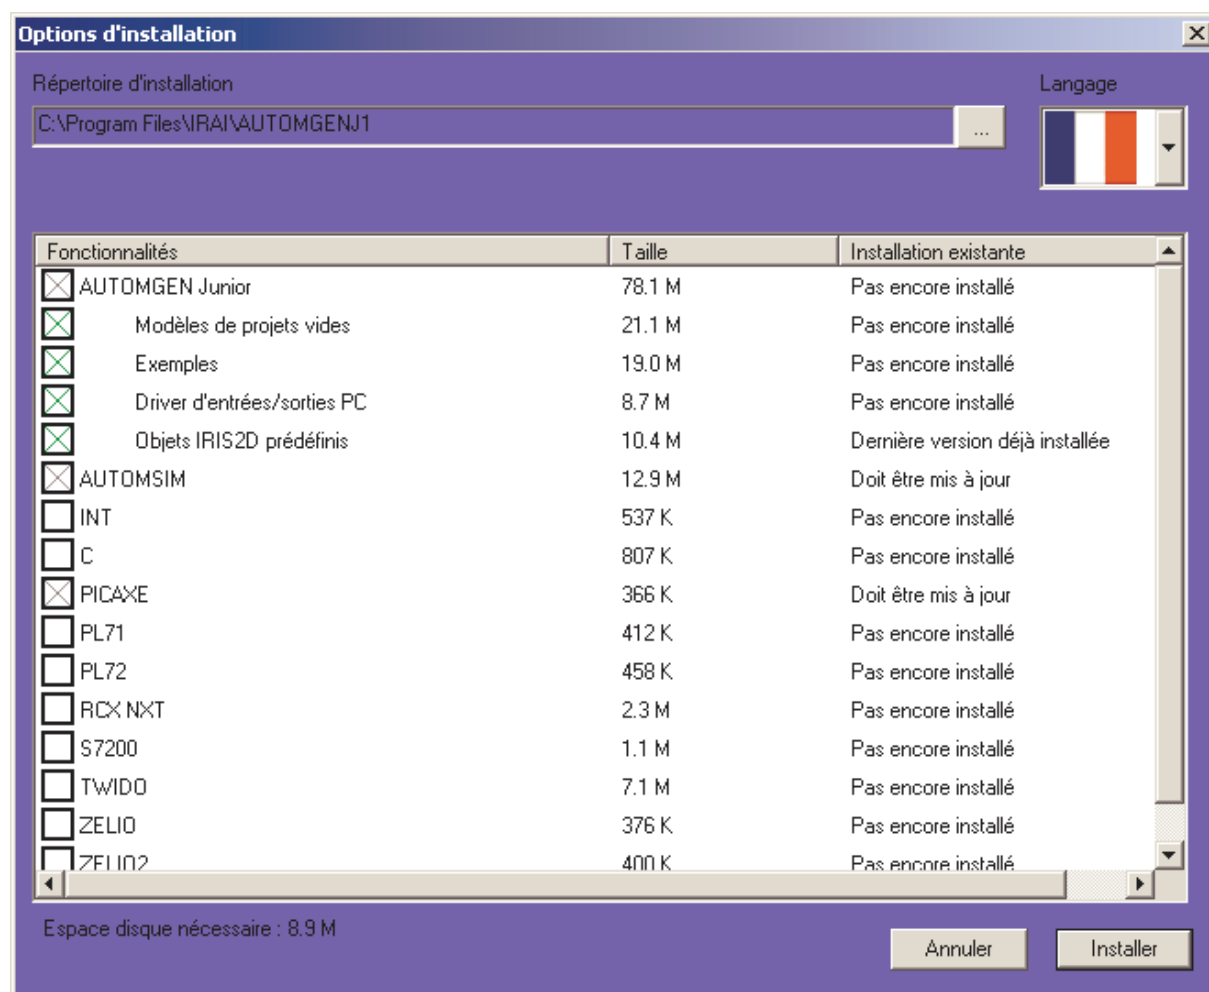 Options d'installation
Répertoire d'installation
Langage
C:\Program Files\IRAI\AUTOMGENJ1
...
Fonctionnalités Taille Installation existante
AUTOMGEN Junior 78.1 M Pas encore installé
Modèles de projets vides 21.1 M Pas encore installé
Exemples 19.0 M Pas encore installé
Driver d'entrées/sorties PC 8.7 M Pas encore installé
Objets IRIS2D prédéfinis 10.4 M Dernière version déjà installée
AUTOMSIM 12.9 M Doit être mis à jour
INT 537 K Pas encore installé
C 807 K Pas encore installé
PICAXE 366 K Doit être mis à jour
PL71 412 K Pas encore installé
PL72 458 K Pas encore installé
RCX NXT 2.3 M Pas encore installé
S7200 1.1 M Pas encore installé
TWIDO 7.1 M Pas encore installé
ZELIO 376 K Pas encore installé
ZELIO2 400 K Pas encore installé
Espace disque nécessaire : 8.9 M
Annuler
Installer